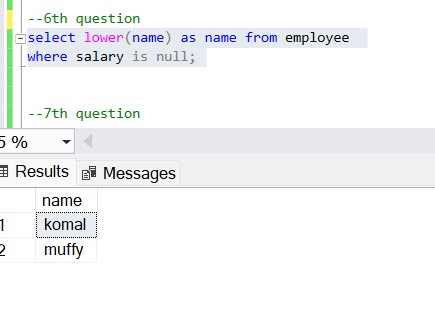 --6th question
select lower(name) as name from employee
where salary is null;
--7th question
5 %
Results Messages
name
1 komal
2 muffy